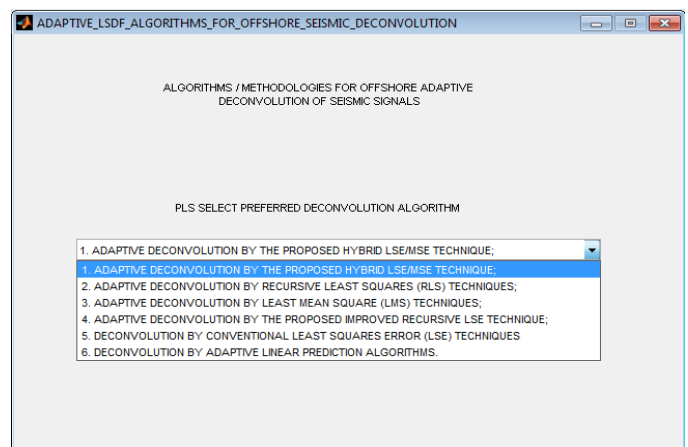 ADAPTIVE_LSDF_ALGORITHMS_FOR_OFFSHORE_SEISMIC_DECONVOLUTION
ALGORITHMS / METHODOLOGIES FOR OFFSHORE ADAPTIVE
DECONVOLUTION OF SEISMIC SIGNALS
PLS SELECT PREFERRED DECONVOLUTION ALGORITHM
1. ADAPTIVE DECONVOLUTION BY THE PROPOSED HYBRID LSE/MSE TECHNIQUE;
1. ADAPTIVE DECONVOLUTION BY THE PROPOSED HYBRID LSE/MSE TECHNIQUE;
2. ADAPTIVE DECONVOLUTION BY RECURSIVE LEAST SQUARES (RLS) TECHNIQUES;
3. ADAPTIVE DECONVOLUTION BY LEAST MEAN SQUARE (LMS) TECHNIQUES;
4. ADAPTIVE DECONVOLUTION BY THE PROPOSED IMPROVED RECURSIVE LSE TECHNIQUE;
5. DECONVOLUTION BY CONVENTIONAL LEAST SQUARES ERROR (LSE) TECHNIQUES
6. DECONVOLUTION BY ADAPTIVE LINEAR PREDICTION ALGORITHMS.